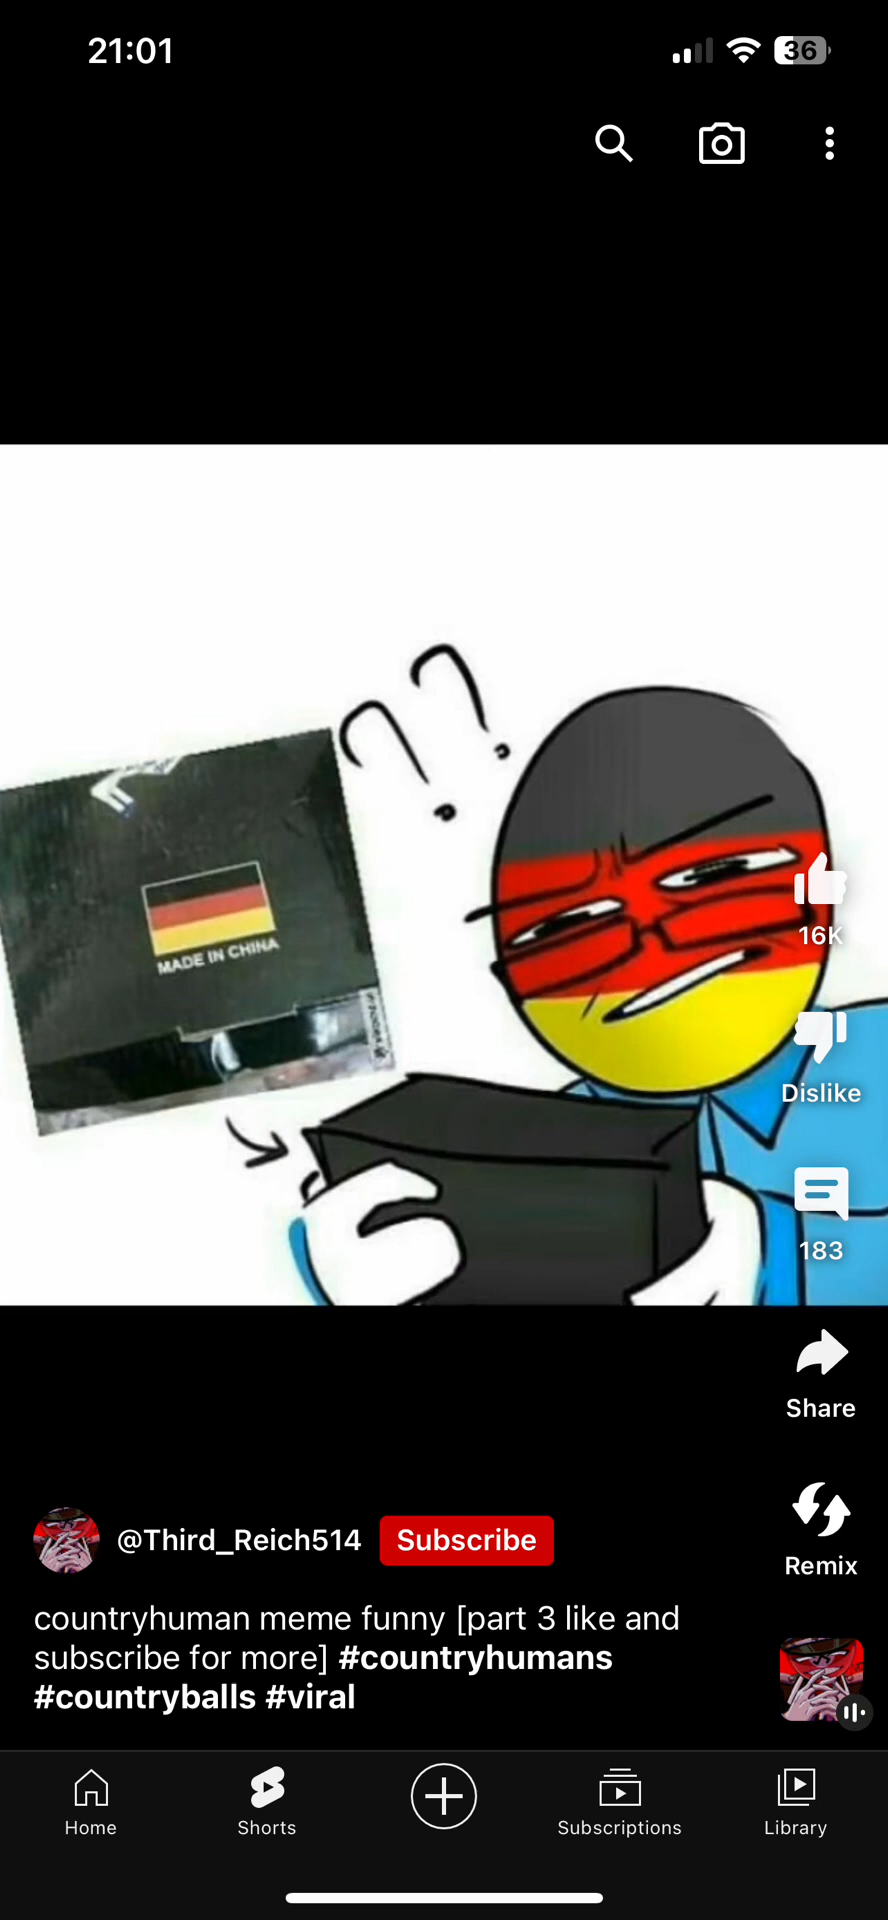 21:01
36
??
MADE IN CHINA
16K
Dislike
183
Share
@Third_Reich514
Subscribe
Remix
countryhuman meme funny [part 3 like and
subscribe for more] #countryhumans
#countryballs #viral
Home
Shorts
Subscriptions
Library